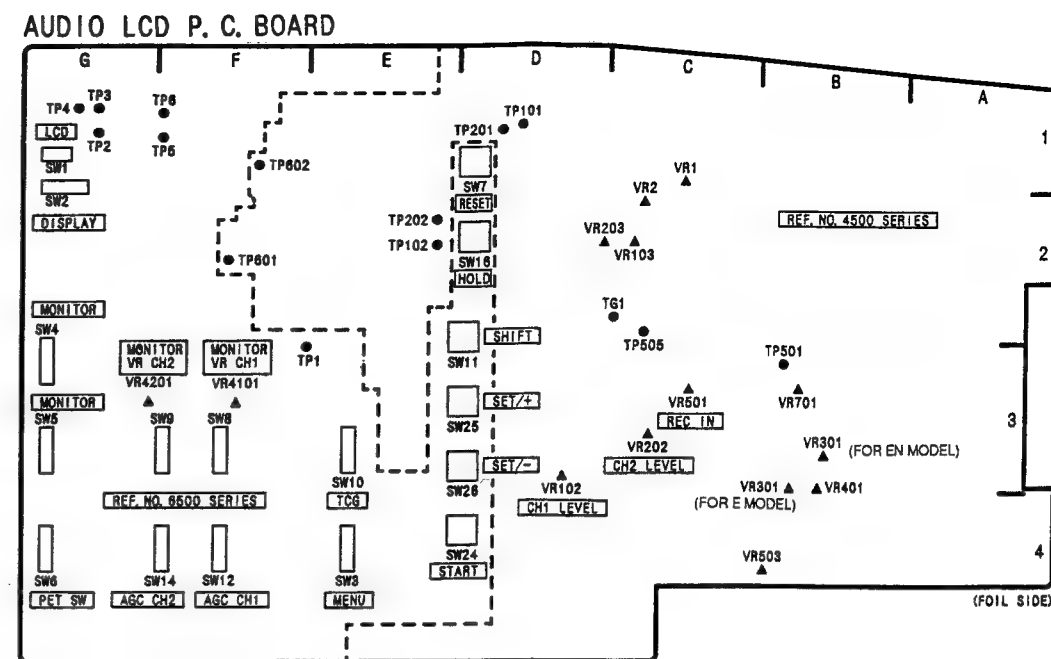 AUDIO LCD P. C. BOARD
G F E D C B A
TP4 TP3 TP6
LCD TP2 TP5
SW1
SW2
DISPLAY
TP602
TP201 TP101
1
SW7
RESET
VR1
VR2
TP202
TP102
SW16
HOLD
VR203
VR103
REF. NO. 4500 SERIES
2
TP601
MONITOR
SW4
MONITOR
VR CH2
VR4201
MONITOR
VR CH1
VR4101
TP1
SHIFT
SW11
TG1
TP505
TP501
MONITOR
SW5
SW9
SW8
SW10
TCG
SET/+
SW25
VR501
REC IN
VR701
3
SET/-
SW26
VR202
CH2 LEVEL
VR301 (FOR EN MODEL)
REF. NO. 6500 SERIES
VR102
CH1 LEVEL
VR301
(FOR E MODEL)
VR401
SW6
PET SW
SW14
AGC CH2
SW12
AGC CH1
SW3
MENU
SW24
START
VR503
4
(FOIL SIDE)